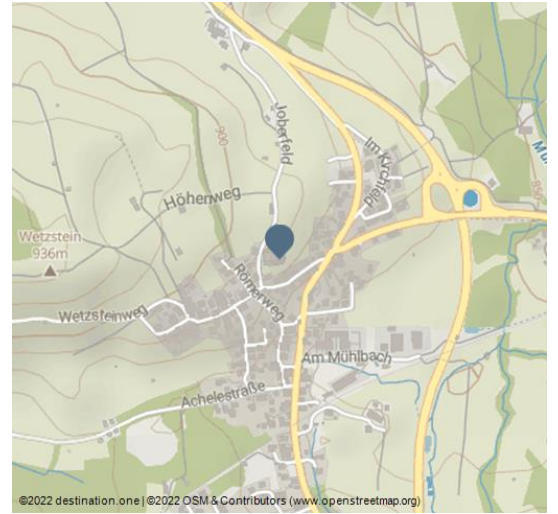 Joberfeld
Im Kirchfeld
900
Höhenweg
Wetzstein
936m
Römerweg
Wetzsteinweg
Am Mühlbach
Achelestraße
©2022 destination.one | ©2022 OSM & Contributors (www.openstreetmap.org)